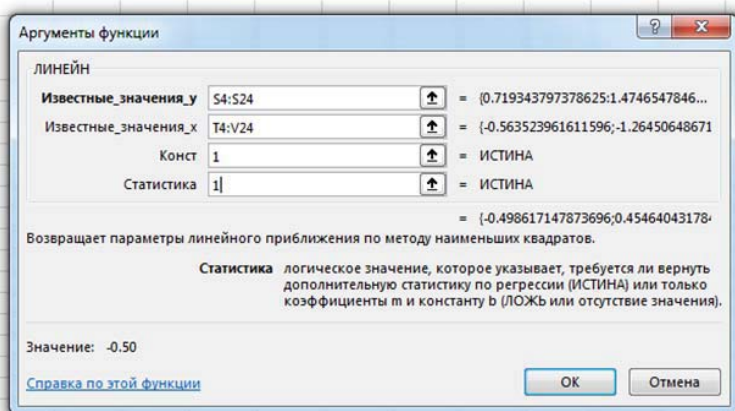 Аргументы функции
ЛИНЕЙН
Известные_значения_y S4:S24 = {0.719343797378625:1.4746547846...
Известные_значения_x T4:V24 = {-0.563523961611596;-1.26450648671
Конст 1 = ИСТИНА
Статистика 1 = ИСТИНА
= {-0.498617147873696;0.454640431784
Возвращает параметры линейного приближения по методу наименьших квадратов.
Статистика логическое значение, которое указывает, требуется ли вернуть
дополнительную статистику по регрессии (ИСТИНА) или только
коэффициенты m и константу b (ЛОЖЬ или отсутствие значения).
Значение: -0.50
Справка по этой функции
ОК Отмена